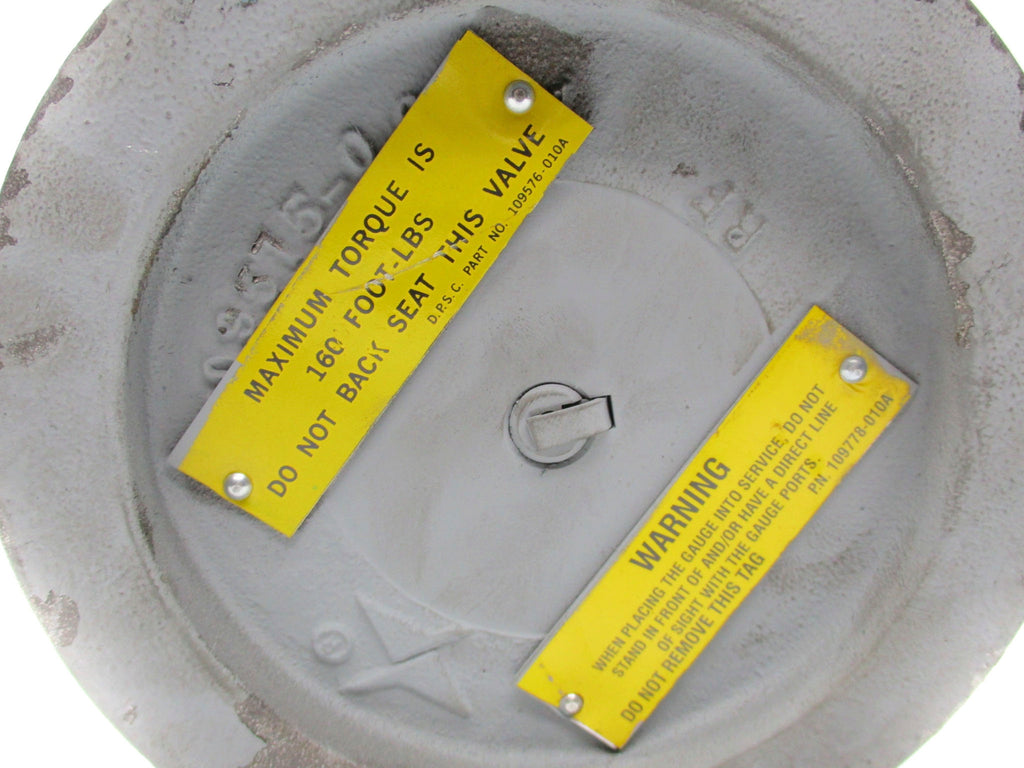 MAXIMUM TORQUE IS
160 FOOT-LBS
DO NOT BACK SEAT THIS VALVE
D.P.S.C. PART NO. 109576-010A
WARNING
WHEN PLACING THE GAUGE INTO SERVICE, DO NOT
STAND IN FRONT OF AND/OR HAVE A DIRECT LINE
OF SIGHT WITH THE GAUGE PORTS.
DO NOT REMOVE THIS TAG
P.N. 109778-010A